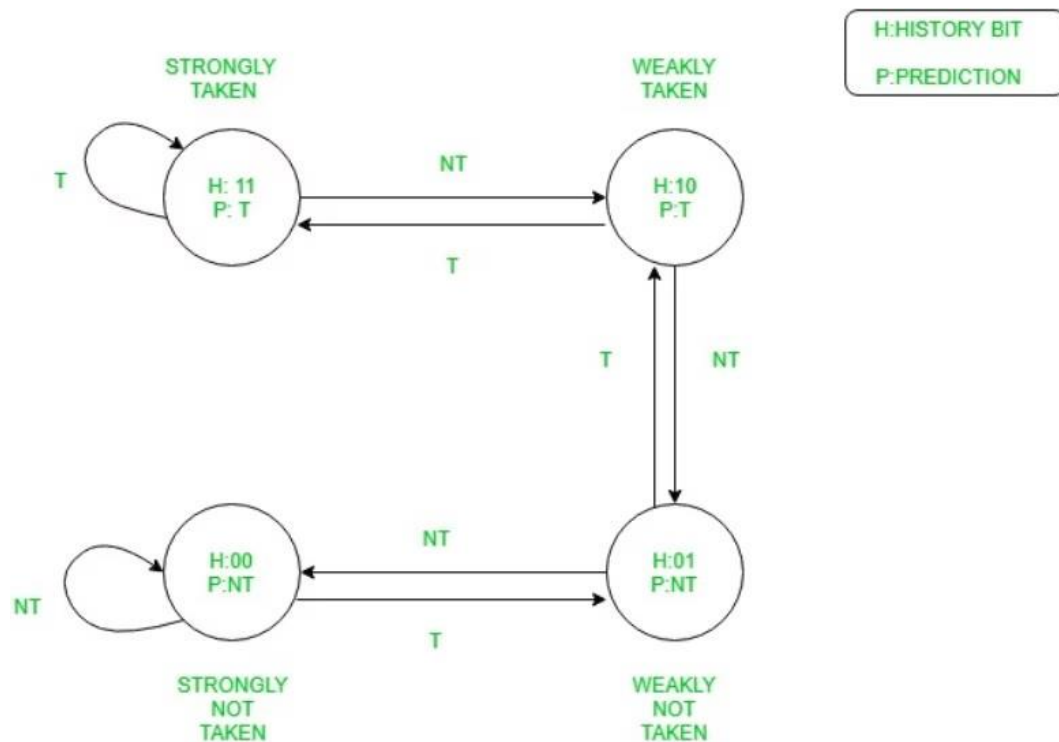 H:HISTORY BIT
P:PREDICTION
STRONGLY
TAKEN
WEAKLY
TAKEN
T
H: 11
P: T
NT
T
H:10
P:T
T
NT
NT
H:00
P:NT
NT
T
H:01
P:NT
STRONGLY
NOT
TAKEN
WEAKLY
NOT
TAKEN